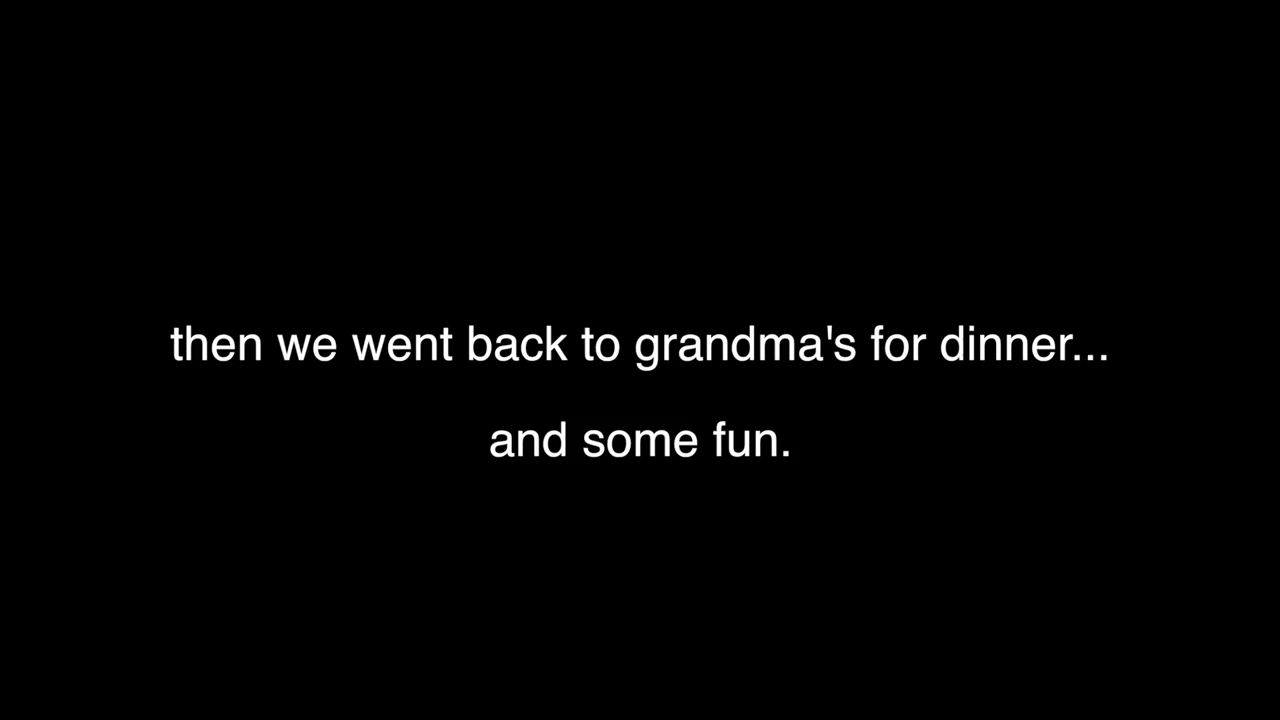 then we went back to grandma's for dinner...
and some fun.